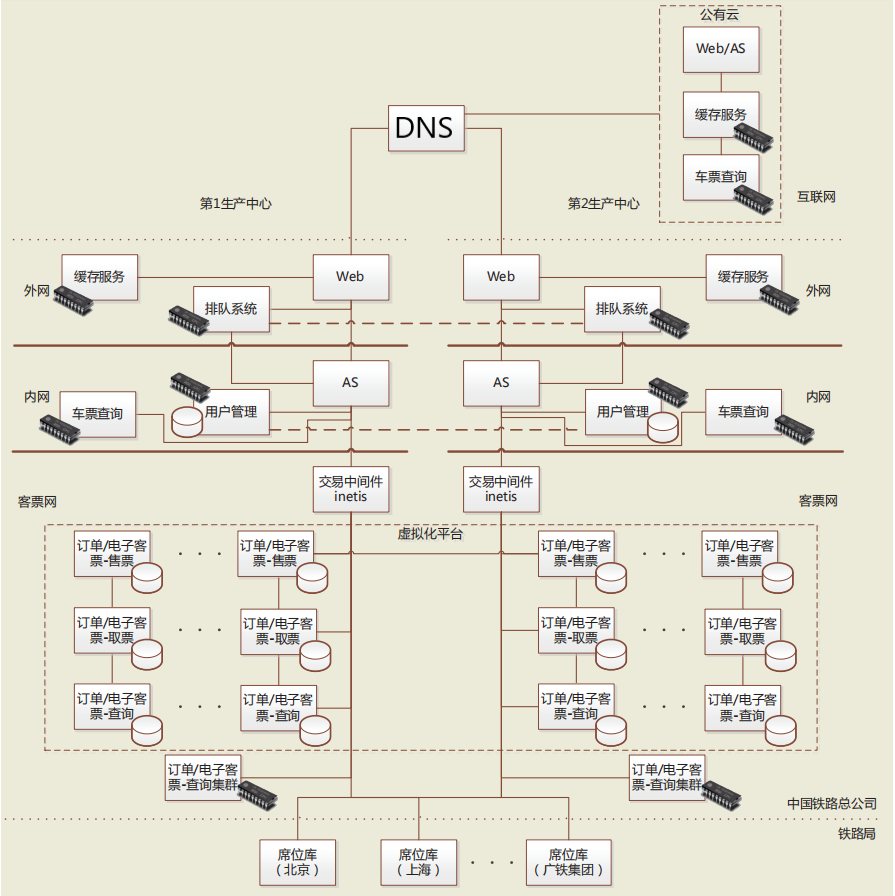 公有云
Web/AS
缓存服务
车票查询
互联网
DNS
第1生产中心
第2生产中心
外网
缓存服务
Web
排队系统
Web
缓存服务
排队系统
外网
内网
车票查询
用户管理
AS
AS
用户管理
车票查询
内网
客票网
交易中间件
inetis
交易中间件
inetis
客票网
虚拟化平台
订单/电子客
票-售票
· · ·
订单/电子客
票-售票
订单/电子客
票-售票
· · ·
订单/电子客
票-售票
订单/电子客
票-取票
· · ·
订单/电子客
票-取票
订单/电子客
票-取票
· · ·
订单/电子客
票-取票
订单/电子客
票-查询
· · ·
订单/电子客
票-查询
订单/电子客
票-查询
· · ·
订单/电子客
票-查询
订单/电子客
票-查询集群
订单/电子客
票-查询集群
中国铁路总公司
铁路局
席位库
（北京）
席位库
（上海）
· · ·
席位库
（广铁集团）